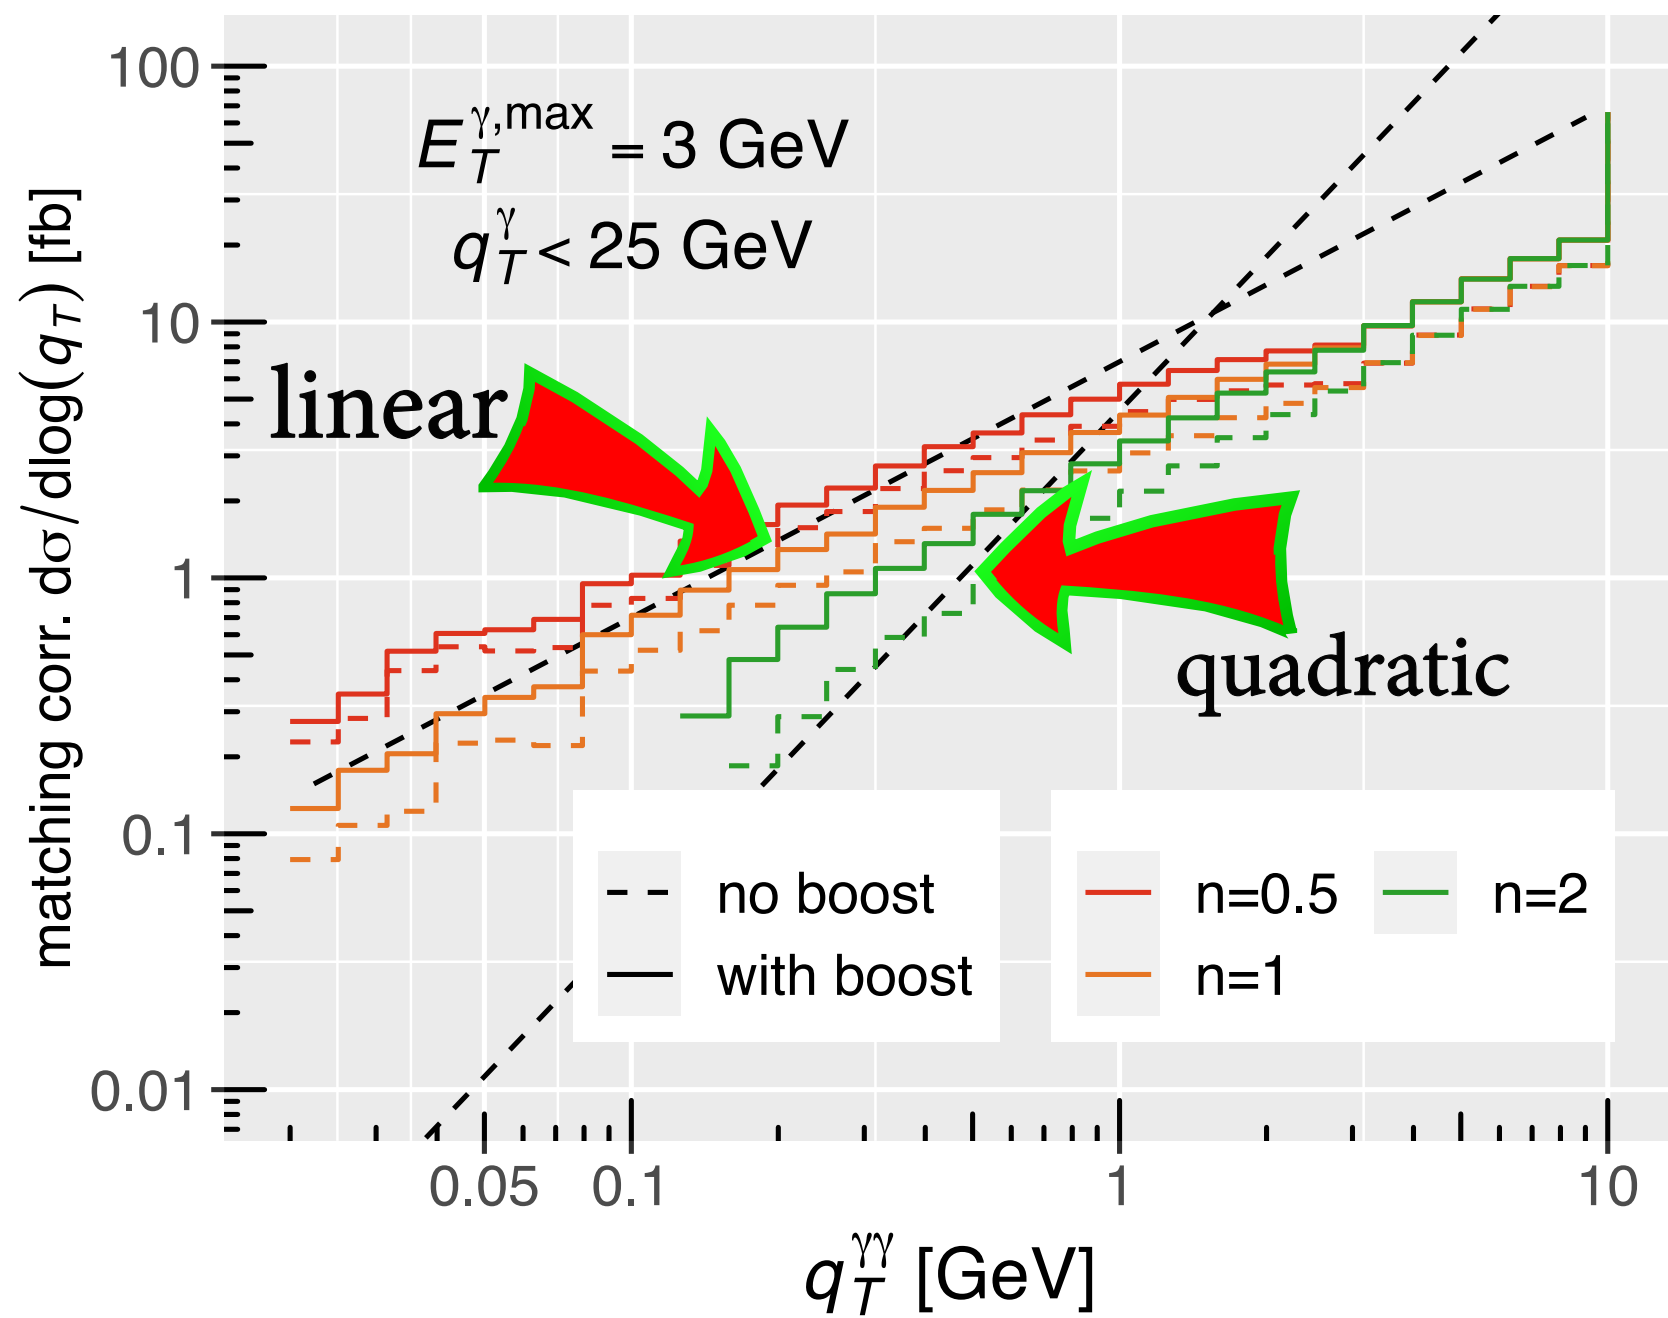 100
10
1
0.1
0.01
matching corr. dσ/dlog(q_T) [fb]
E_T^γ,max = 3 GeV
q_T^γ < 25 GeV
linear
quadratic
no boost
with boost
n=0.5
n=1
n=2
0.05 0.1 1 10
q_T^γγ [GeV]